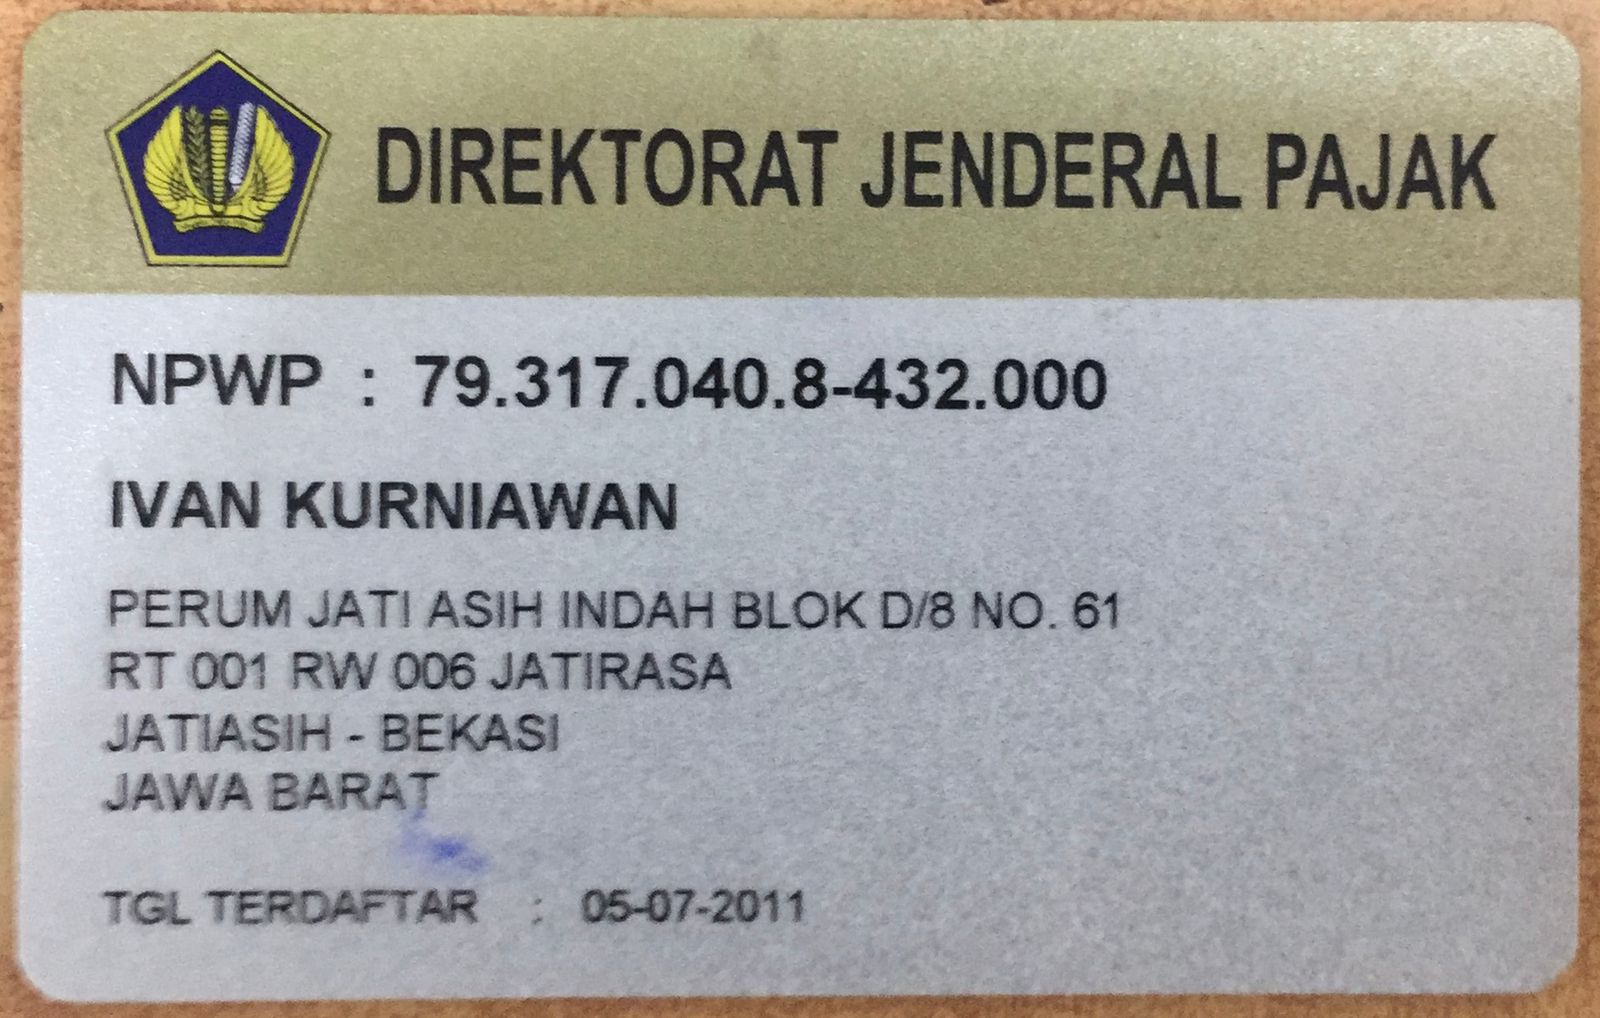 DIREKTORAT JENDERAL PAJAK
NPWP : 79.317.040.8-432.000
IVAN KURNIAWAN
PERUM JATI ASIH INDAH BLOK D/8 NO. 61
RT 001 RW 006 JATIRASA
JATIASIH - BEKASI
JAWA BARAT
TGL TERDAFTAR : 05-07-2011